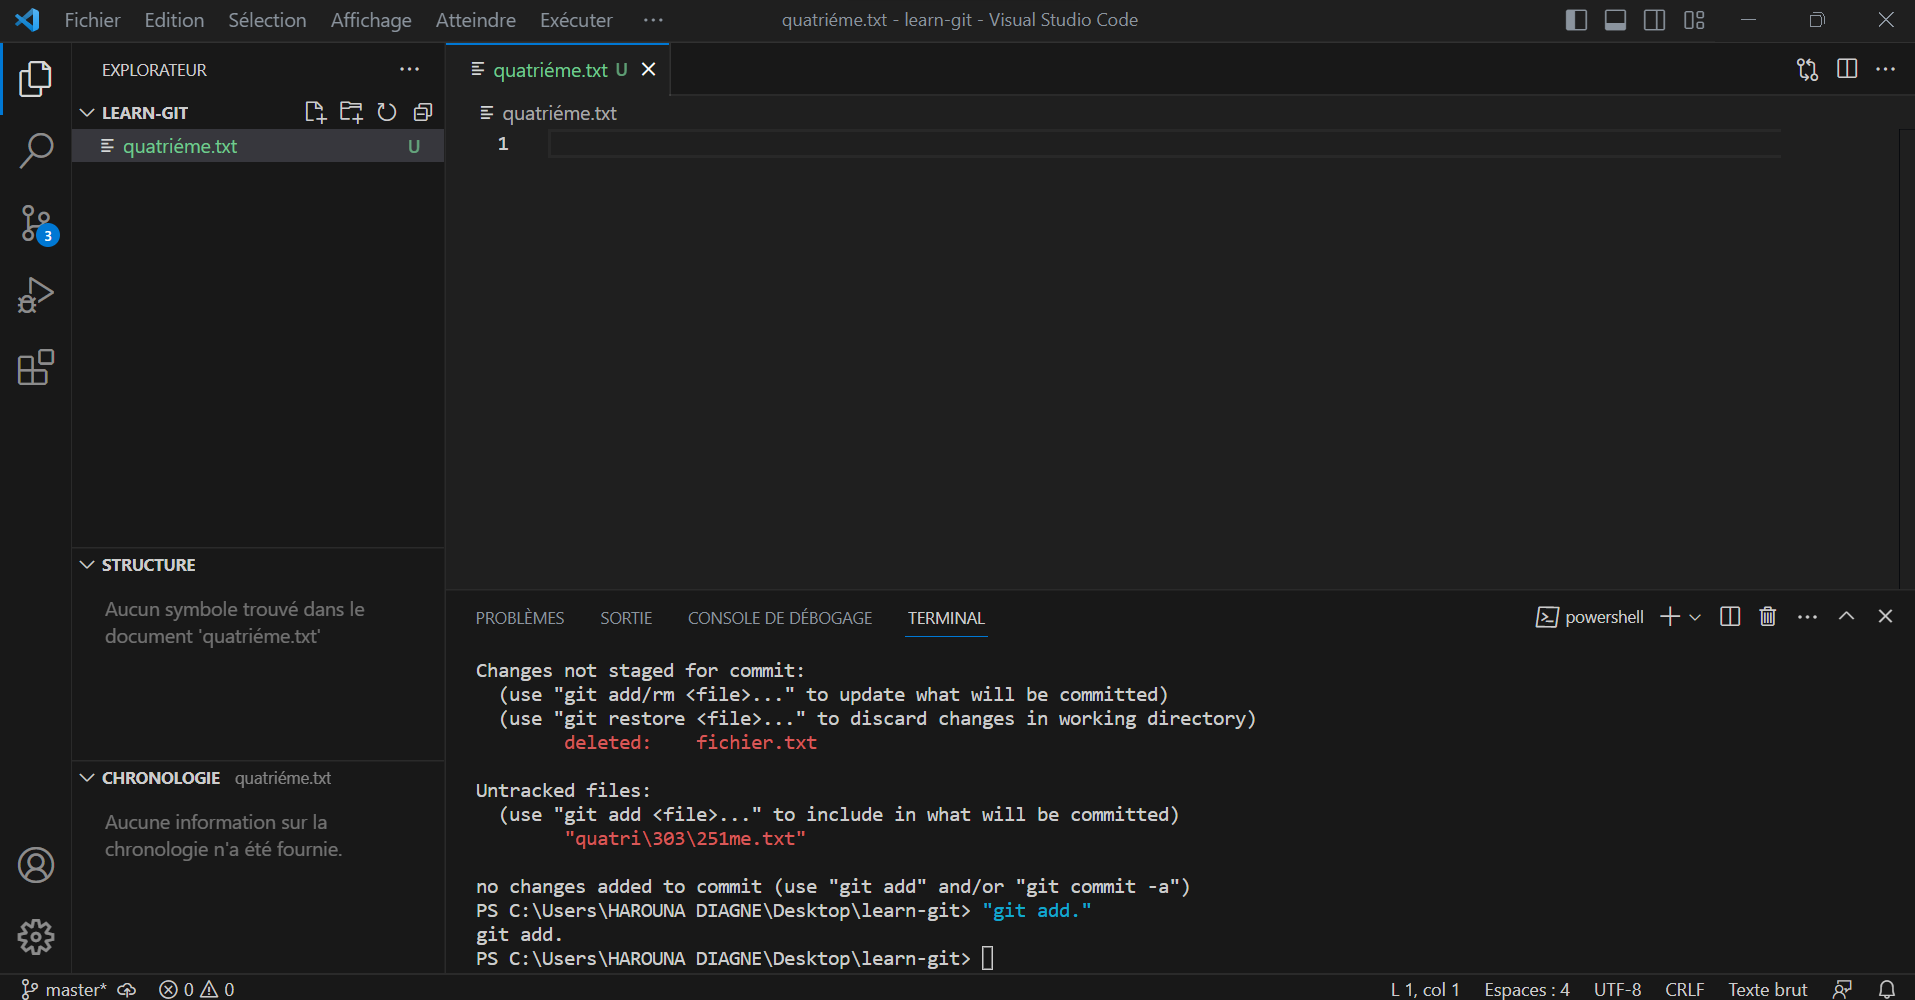 Fichier Edition Sélection Affichage Atteindre Exécuter ··· quatriéme.txt - learn-git - Visual Studio Code
EXPLORATEUR ···
LEARN-GIT
quatriéme.txt U
3
STRUCTURE
Aucun symbole trouvé dans le
document 'quatriéme.txt'
CHRONOLOGIE quatriéme.txt
Aucune information sur la
chronologie n'a été fournie.
quatriéme.txt U
quatriéme.txt
1
PROBLÈMES SORTIE CONSOLE DE DÉBOGAGE TERMINAL powershell
Changes not staged for commit:
(use "git add/rm <file>..." to update what will be committed)
(use "git restore <file>..." to discard changes in working directory)
deleted: fichier.txt
Untracked files:
(use "git add <file>..." to include in what will be committed)
"quatri\303\251me.txt"
no changes added to commit (use "git add" and/or "git commit -a")
PS C:\Users\HAROUNA DIAGNE\Desktop\learn-git> "git add."
git add.
PS C:\Users\HAROUNA DIAGNE\Desktop\learn-git>
master* 0 0 L 1, col 1 Espaces : 4 UTF-8 CRLF Texte brut